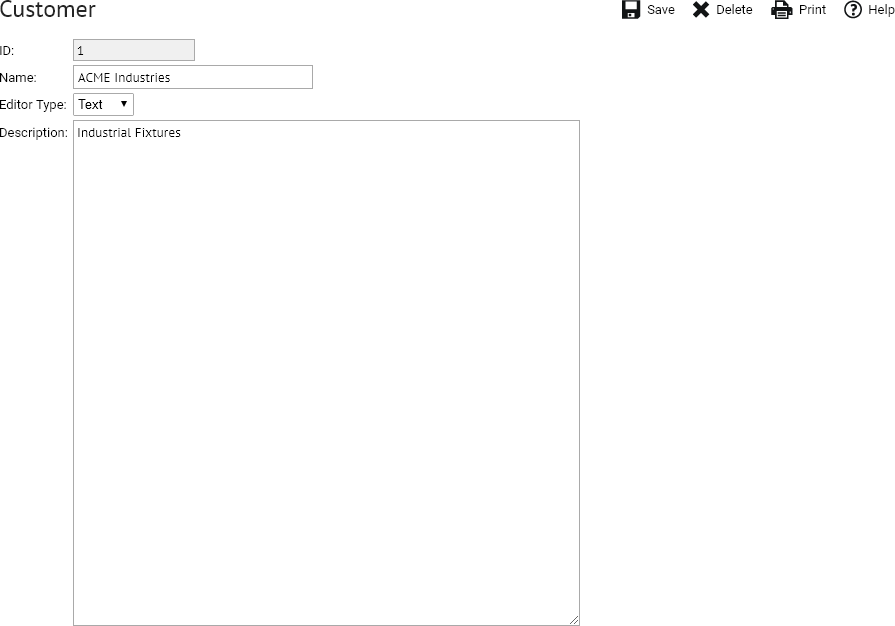 Customer
Save Delete Print Help
ID: 1
Name: ACME Industries
Editor Type: Text
Description: Industrial Fixtures